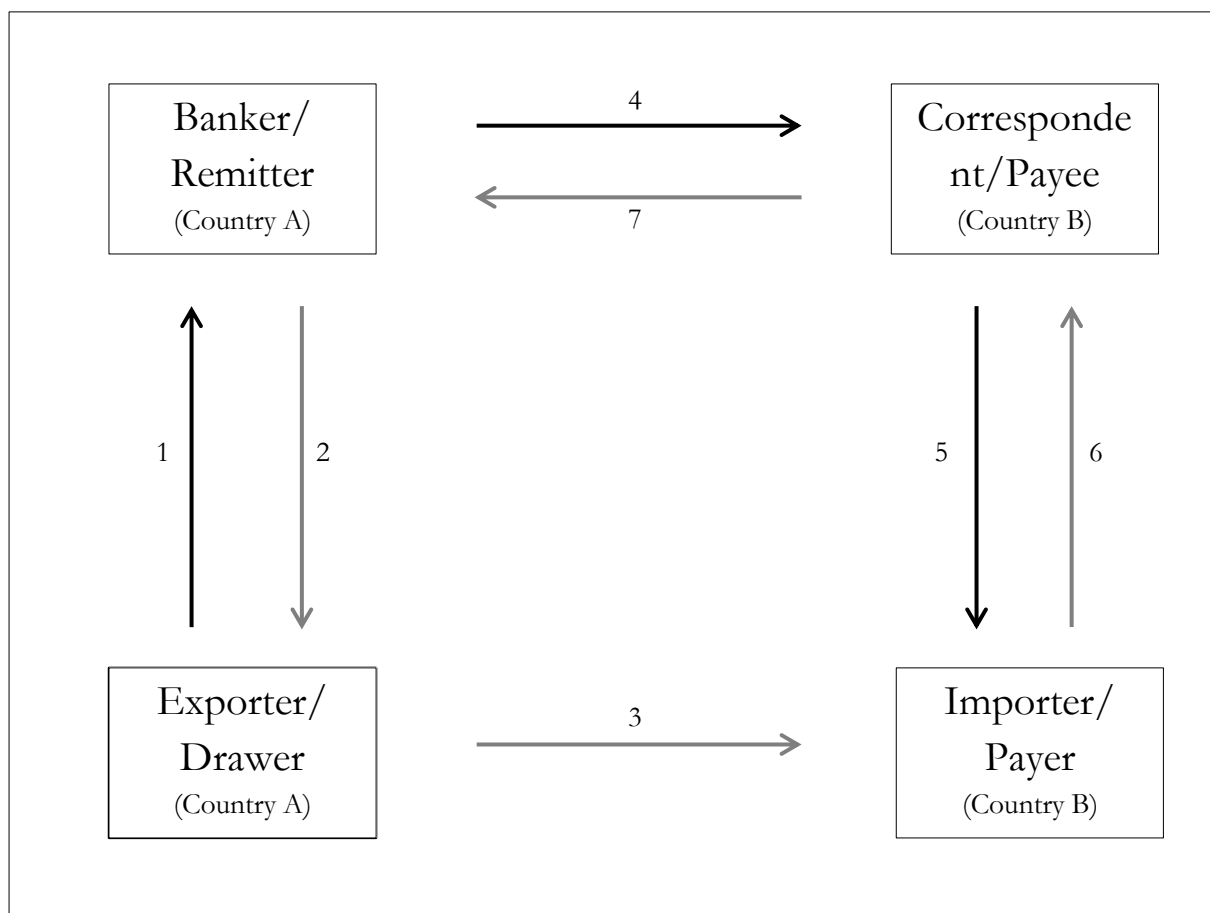 Banker/
Remitter
(Country A)
4
7
Corresponde
nt/Payee
(Country B)
1
2
5
6
Exporter/
Drawer
(Country A)
3
Importer/
Payer
(Country B)